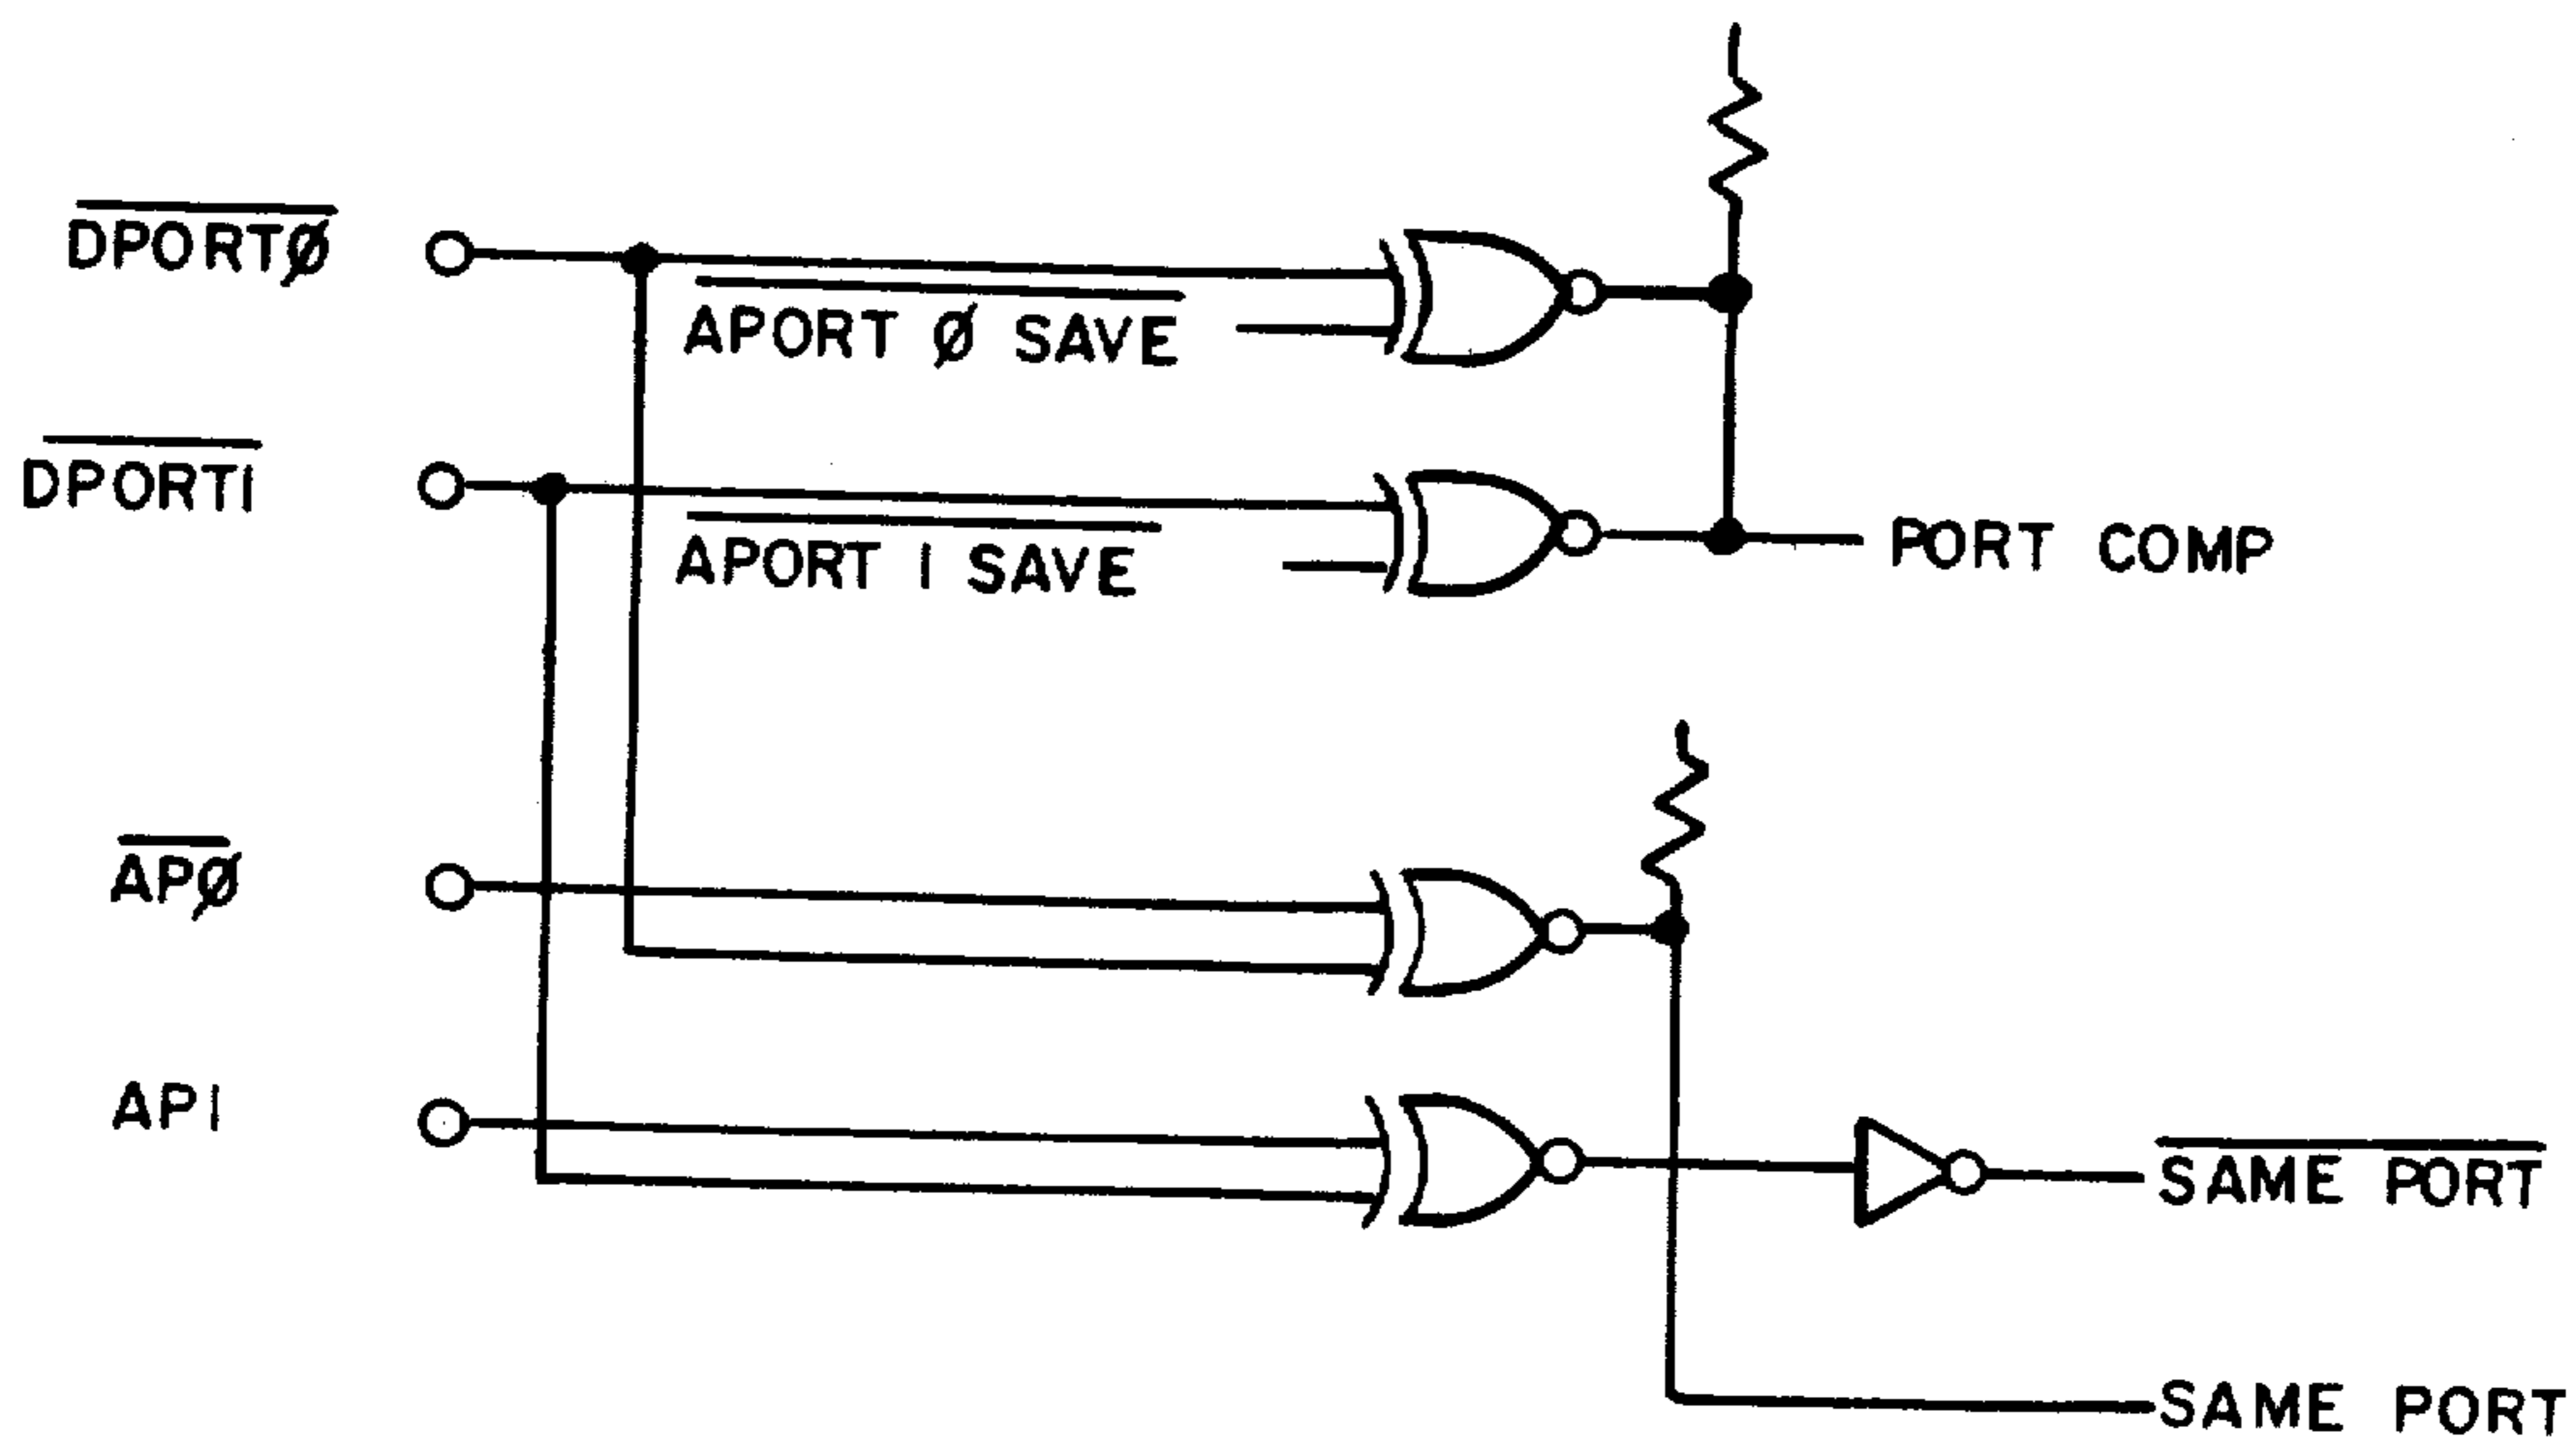 DPORTØ
APORT Ø SAVE
DPORT1
APORT 1 SAVE
PORT COMP
APØ
AP1
SAME PORT
SAME PORT